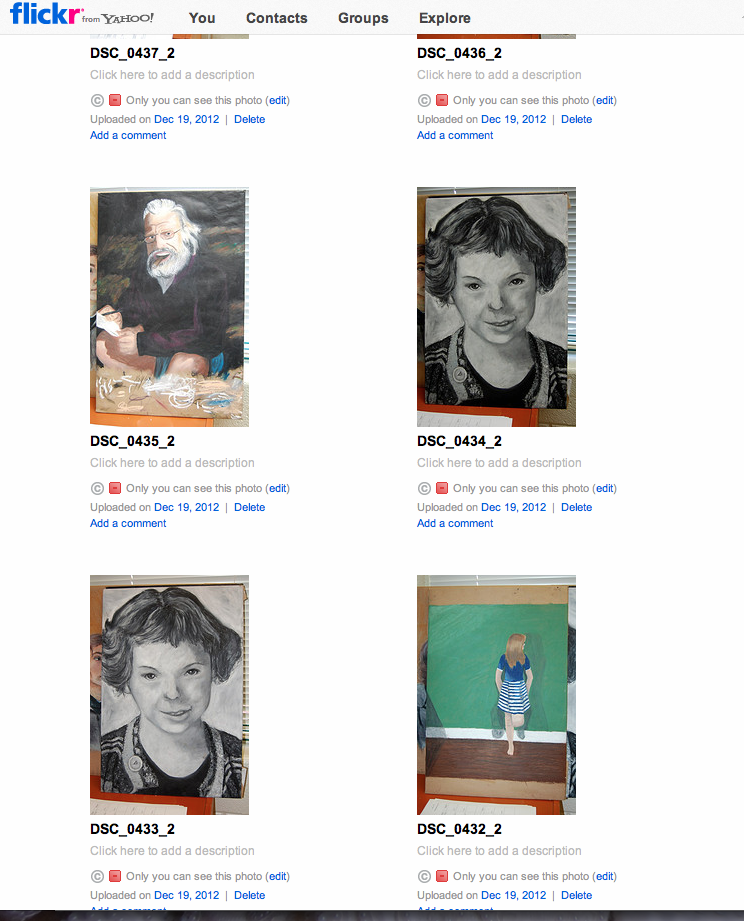 flickr from YAHOO! You Contacts Groups Explore
DSC_0437_2
Click here to add a description
© Only you can see this photo (edit)
Uploaded on Dec 19, 2012 | Delete
Add a comment
DSC_0436_2
Click here to add a description
© Only you can see this photo (edit)
Uploaded on Dec 19, 2012 | Delete
Add a comment
DSC_0435_2
Click here to add a description
© Only you can see this photo (edit)
Uploaded on Dec 19, 2012 | Delete
Add a comment
DSC_0434_2
Click here to add a description
© Only you can see this photo (edit)
Uploaded on Dec 19, 2012 | Delete
Add a comment
DSC_0433_2
Click here to add a description
© Only you can see this photo (edit)
Uploaded on Dec 19, 2012 | Delete
Add a comment
DSC_0432_2
Click here to add a description
© Only you can see this photo (edit)
Uploaded on Dec 19, 2012 | Delete
Add a comment